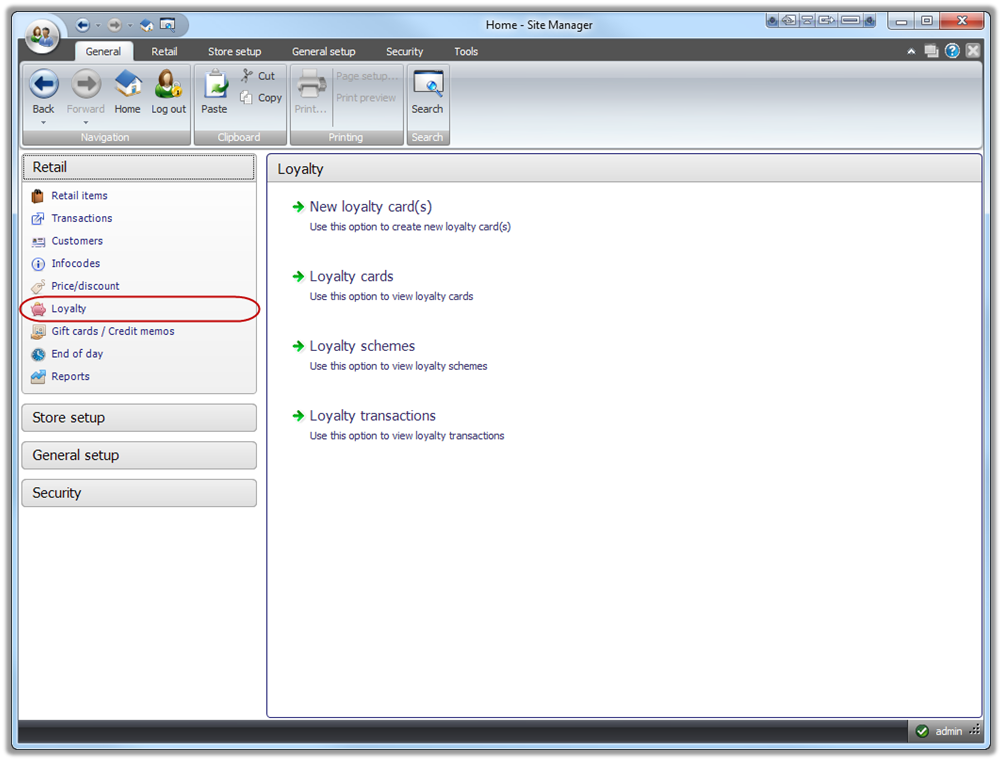 Home - Site Manager
General Retail Store setup General setup Security Tools
Cut Page setup...
Copy Print preview
Back Forward Home Log out Paste Print... Search
Navigation Clipboard Printing Search
Retail
Retail items
Transactions
Customers
Infocodes
Price/discount
Loyalty
Gift cards / Credit memos
End of day
Reports
Store setup
General setup
Security
Loyalty
New loyalty card(s)
Use this option to create new loyalty card(s)
Loyalty cards
Use this option to view loyalty cards
Loyalty schemes
Use this option to view loyalty schemes
Loyalty transactions
Use this option to view loyalty transactions
admin